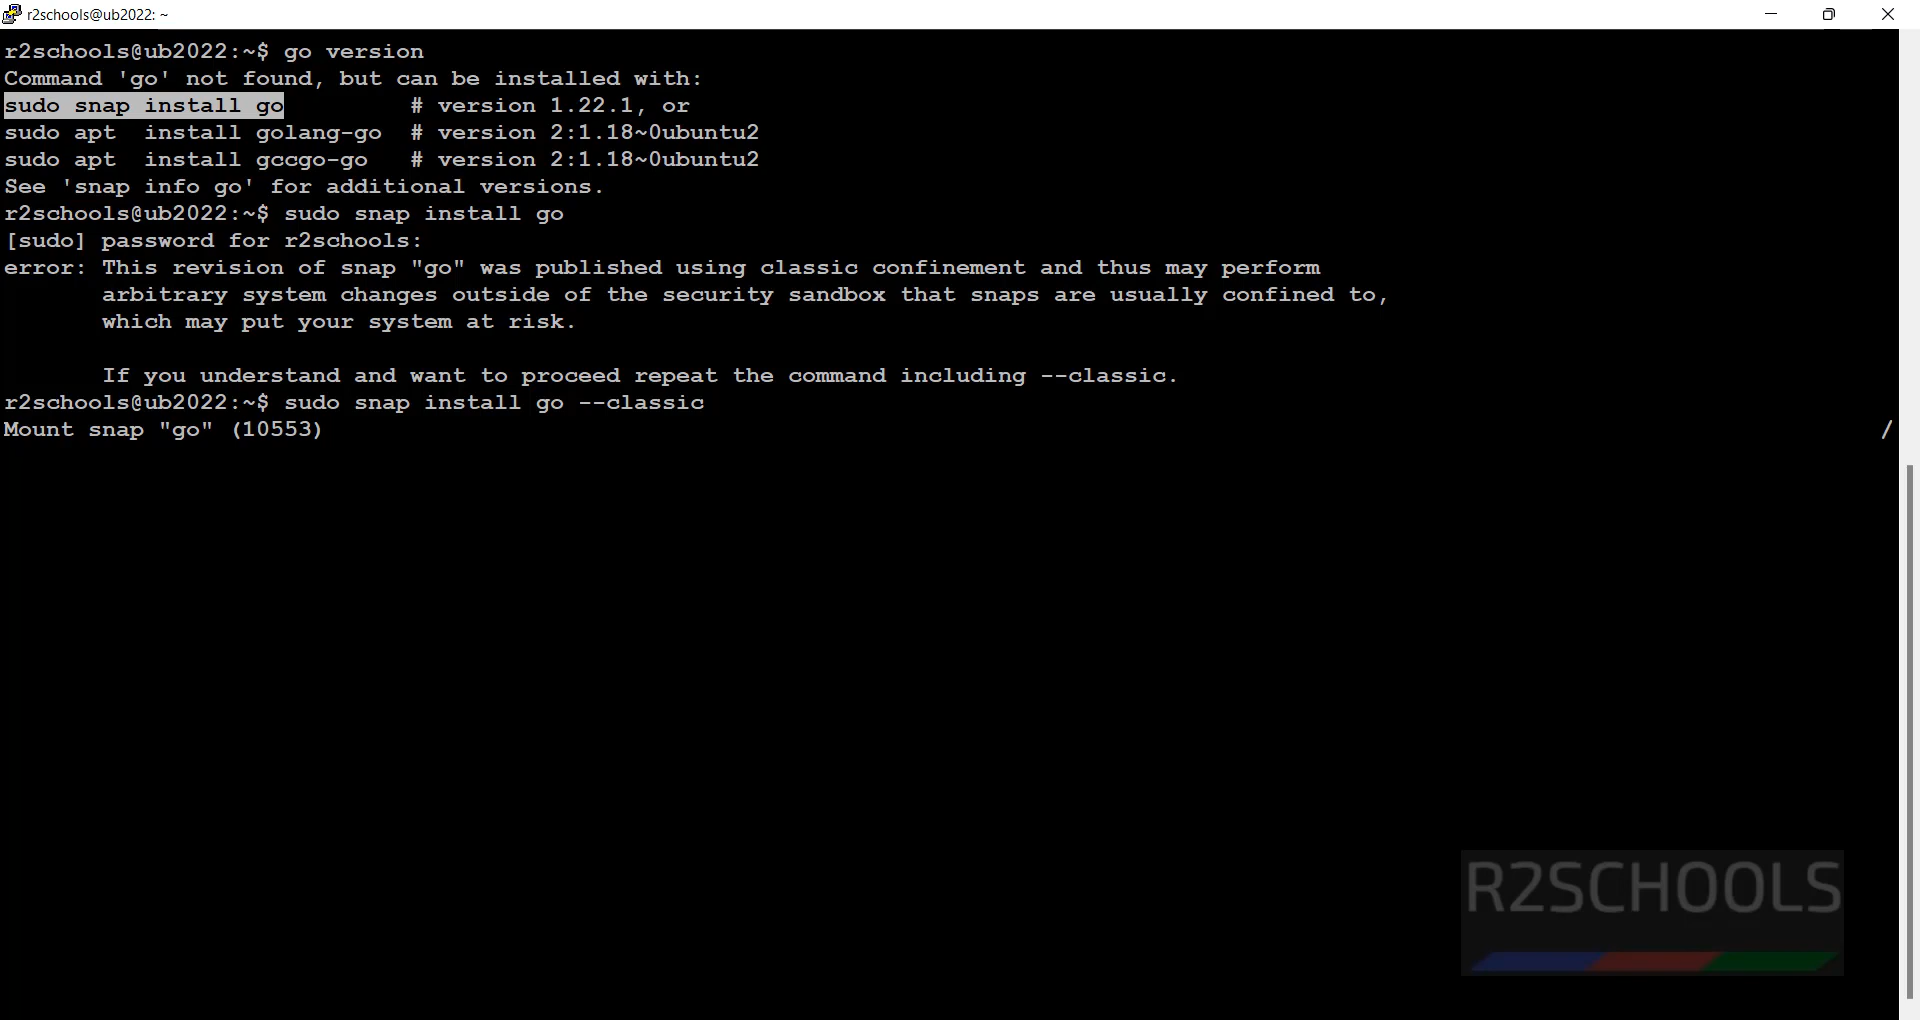 r2schools@ub2022: ~
r2schools@ub2022:~$ go version
Command 'go' not found, but can be installed with:
sudo snap install go         # version 1.22.1, or
sudo apt  install golang-go  # version 2:1.18~0ubuntu2
sudo apt  install gccgo-go   # version 2:1.18~0ubuntu2
See 'snap info go' for additional versions.
r2schools@ub2022:~$ sudo snap install go
[sudo] password for r2schools:
error: This revision of snap "go" was published using classic confinement and thus may perform
       arbitrary system changes outside of the security sandbox that snaps are usually confined to,
       which may put your system at risk.
       If you understand and want to proceed repeat the command including --classic.
r2schools@ub2022:~$ sudo snap install go --classic
Mount snap "go" (10553) /
R2SCHOOLS